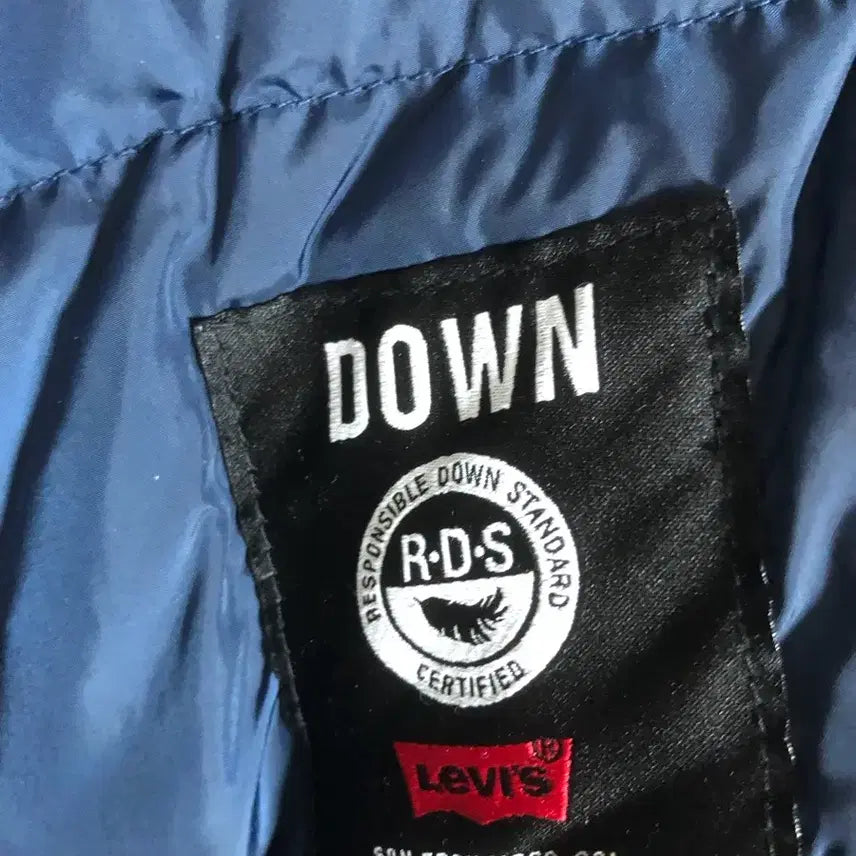 DOWN
RESPONSIBLE DOWN STANDARD
R·D·S
CERTIFIED
Levi's
®